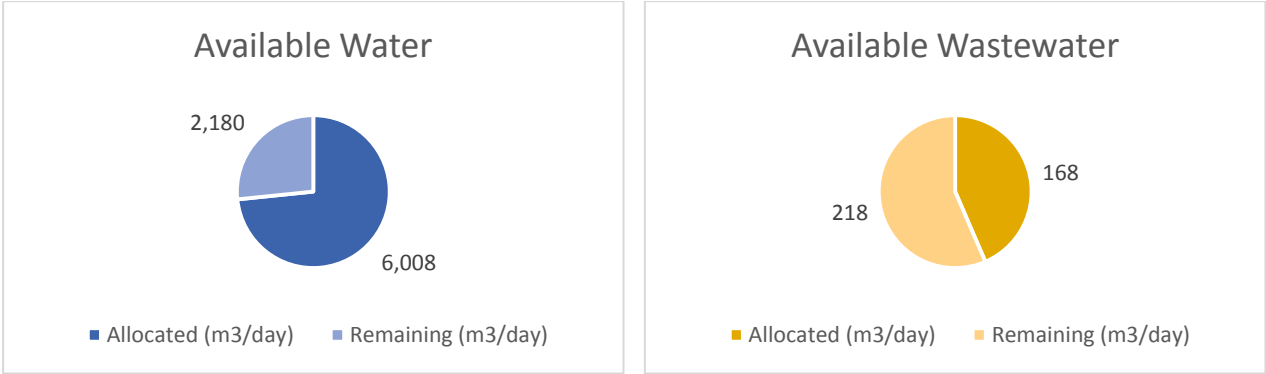 Available Water
2,180
6,008
Allocated (m3/day) Remaining (m3/day)
Available Wastewater
168
218
Allocated (m3/day) Remaining (m3/day)